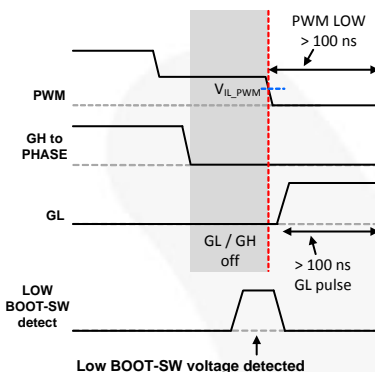 PWM LOW
> 100 ns
V_IL_PWM
PWM
GH to
PHASE
GL
GL / GH
off
> 100 ns
GL pulse
LOW
BOOT-SW
detect
Low BOOT-SW voltage detected